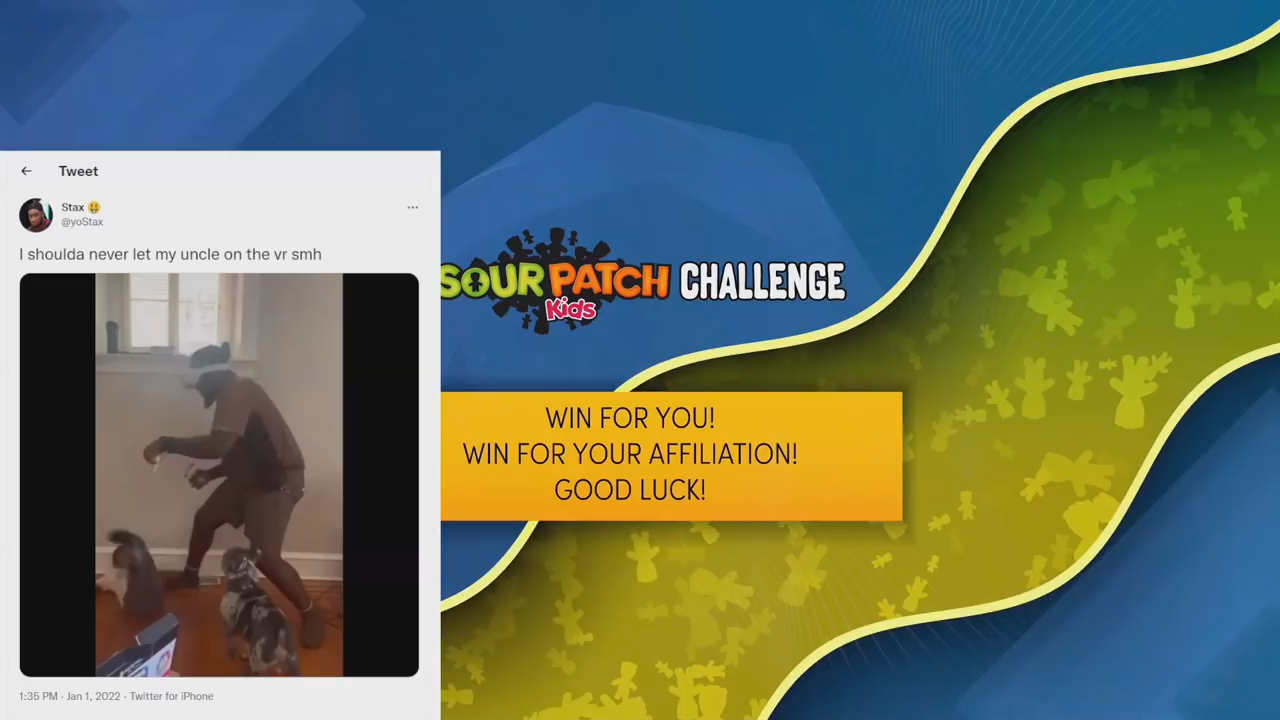 Tweet
Stax 🤑
@yoStax
I shoulda never let my uncle on the vr smh
1:35 PM · Jan 1, 2022 · Twitter for iPhone
SOUR PATCH Kids CHALLENGE
WIN FOR YOU!
WIN FOR YOUR AFFILIATION!
GOOD LUCK!